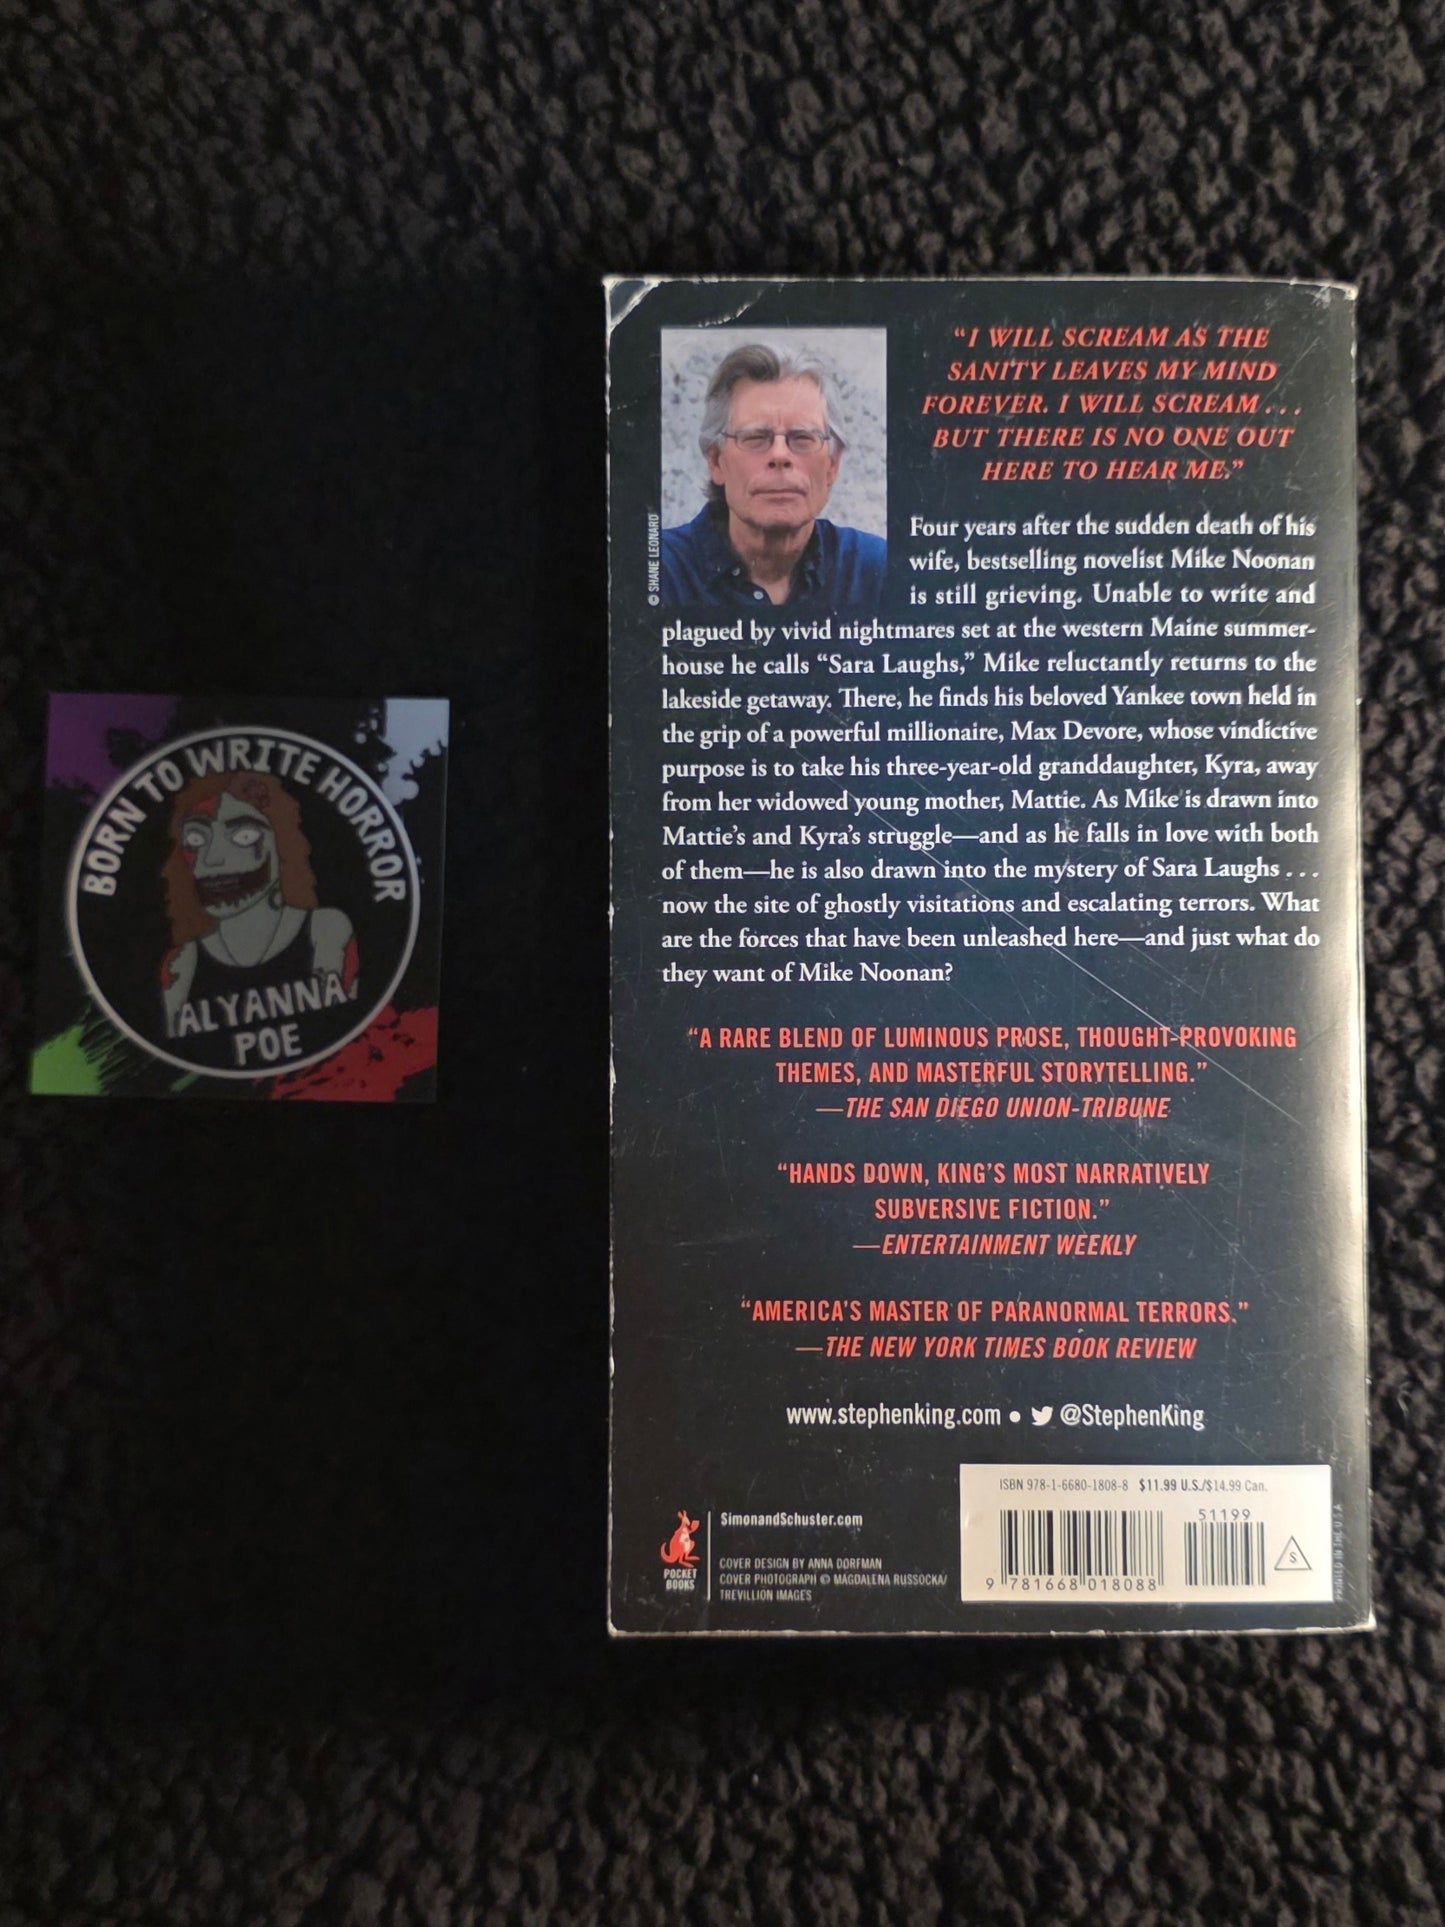 BORN TO WRITE HORROR
ALYANNA
POE
“I WILL SCREAM AS THE
SANITY LEAVES MY MIND
FOREVER. I WILL SCREAM . . .
BUT THERE IS NO ONE OUT
HERE TO HEAR ME.”
© SHANE LEONARD
Four years after the sudden death of his
wife, bestselling novelist Mike Noonan
is still grieving. Unable to write and
plagued by vivid nightmares set at the western Maine summer-
house he calls “Sara Laughs,” Mike reluctantly returns to the
lakeside getaway. There, he finds his beloved Yankee town held in
the grip of a powerful millionaire, Max Devore, whose vindictive
purpose is to take his three-year-old granddaughter, Kyra, away
from her widowed young mother, Mattie. As Mike is drawn into
Mattie’s and Kyra’s struggle—and as he falls in love with both
of them—he is also drawn into the mystery of Sara Laughs . . .
now the site of ghostly visitations and escalating terrors. What
are the forces that have been unleashed here—and just what do
they want of Mike Noonan?
“A RARE BLEND OF LUMINOUS PROSE, THOUGHT-PROVOKING
THEMES, AND MASTERFUL STORYTELLING.”
—THE SAN DIEGO UNION-TRIBUNE
“HANDS DOWN, KING’S MOST NARRATIVELY
SUBVERSIVE FICTION.”
—ENTERTAINMENT WEEKLY
“AMERICA’S MASTER OF PARANORMAL TERRORS.”
—THE NEW YORK TIMES BOOK REVIEW
www.stephenking.com • @StephenKing
POCKET
BOOKS
SimonandSchuster.com
COVER DESIGN BY ANNA DORFMAN
COVER PHOTOGRAPH © MAGDALENA RUSSOCKA/
TREVILLION IMAGES
ISBN 978-1-6680-1808-8 $11.99 U.S./$14.99 Can.
51199
9 781668 018088
S
PRINTED IN THE U.S.A.